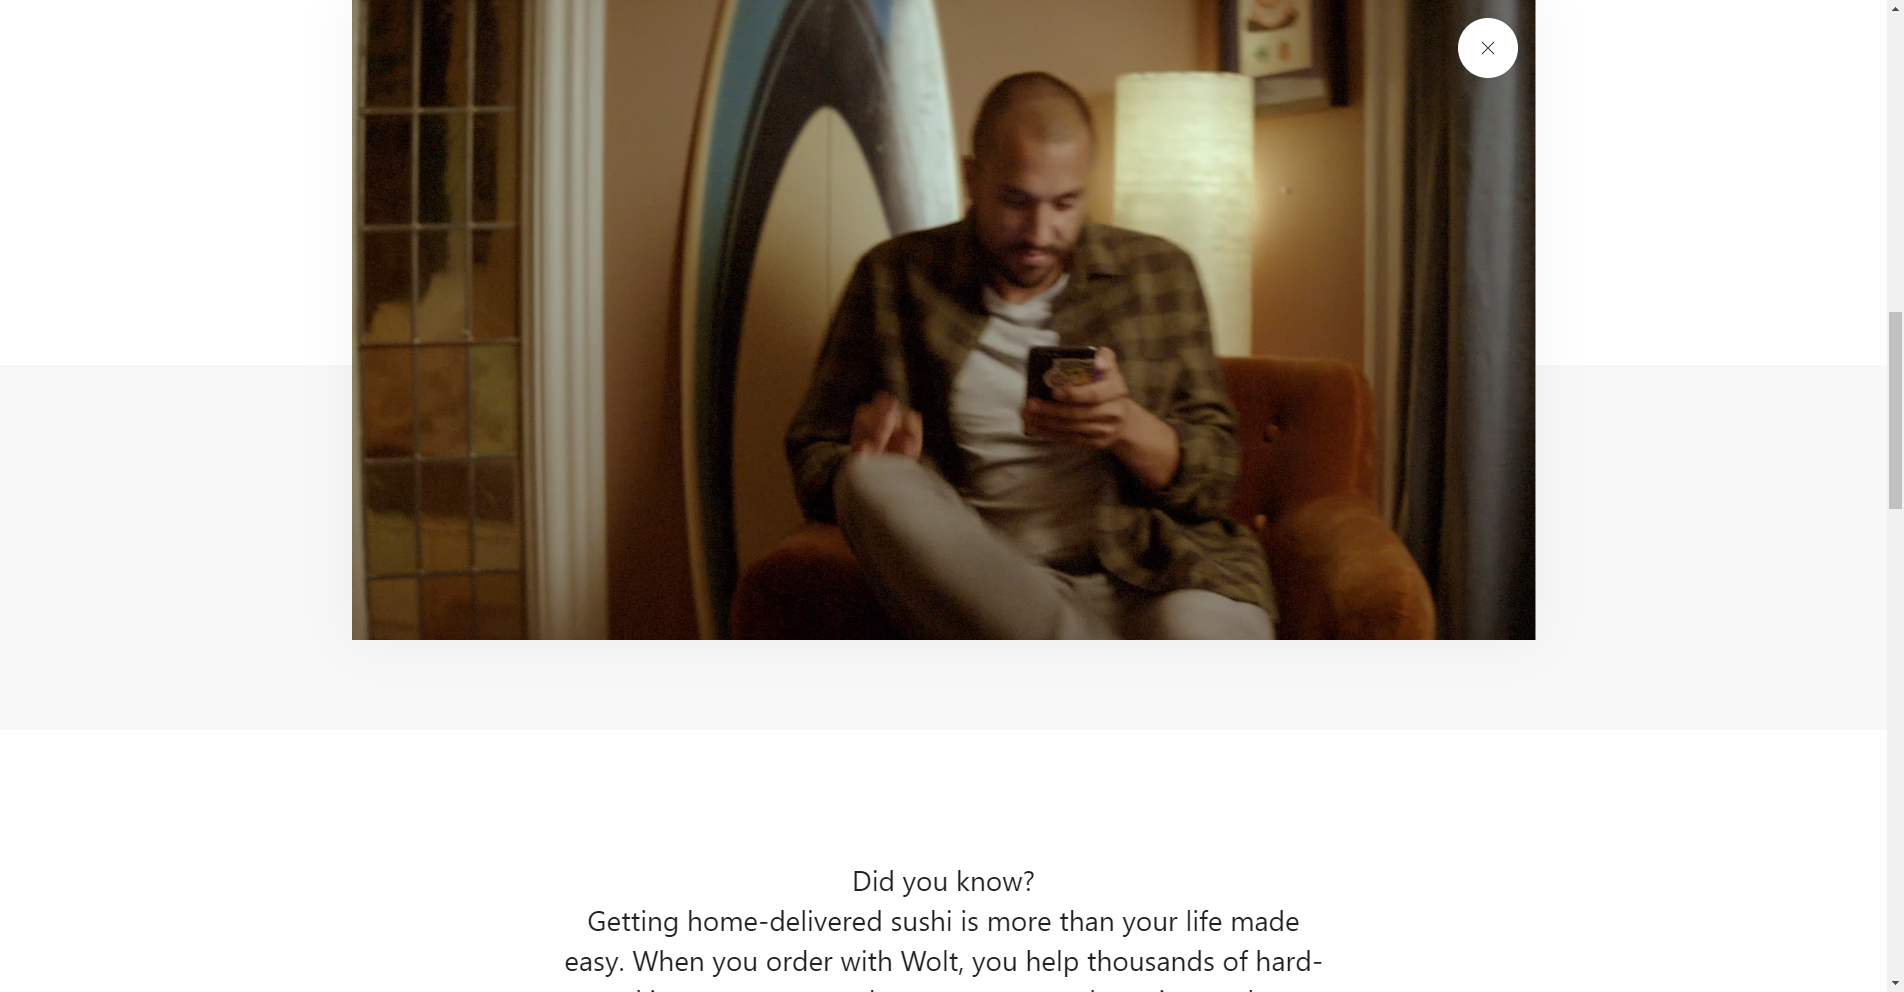 Did you know?
Getting home-delivered sushi is more than your life made
easy. When you order with Wolt, you help thousands of hard-